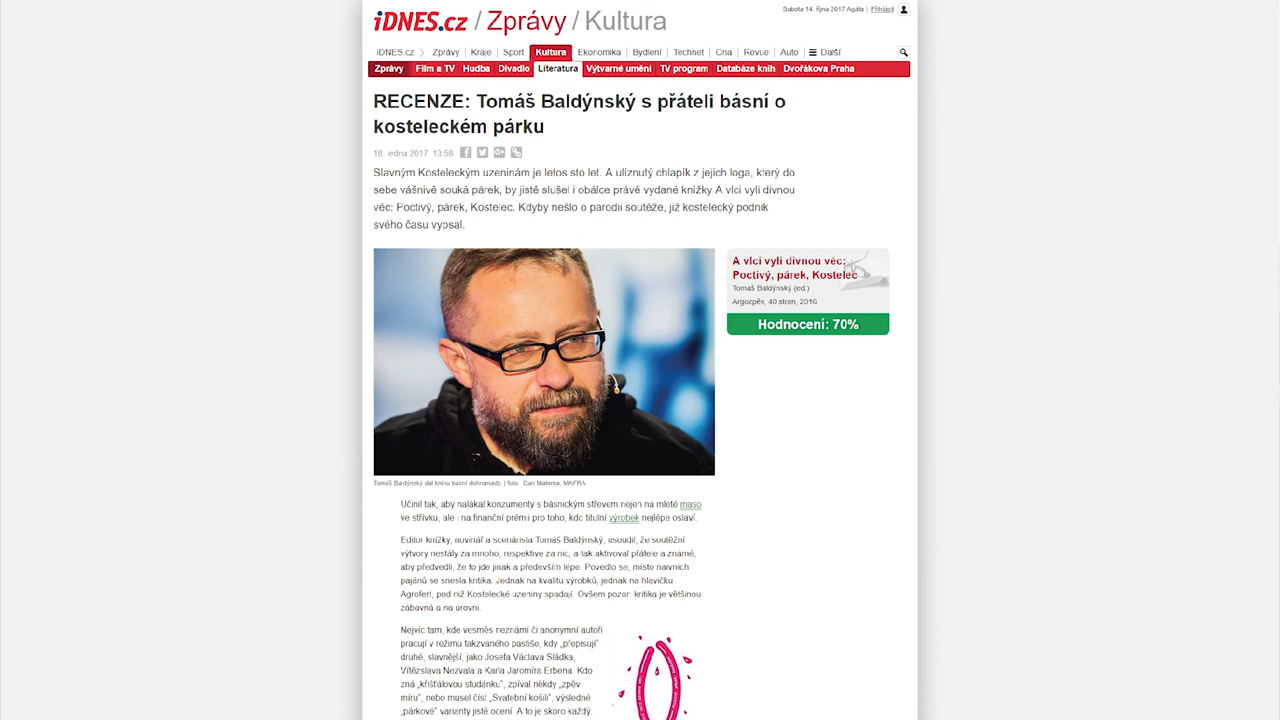 iDNES.cz / Zprávy / Kultura
Sobota 14. října 2017 Agáta | Přihlásit
iDNES.cz > Zprávy | Kraje | Sport Kultura Ekonomika | Bydlení | Technet | Cna | Revue | Auto | Další
Zprávy Film a TV Hudba Divadlo Literatura Výtvarné umění TV program Databáze knih Dvořákova Praha
RECENZE: Tomáš Baldýnský s přáteli básní o
kosteleckém párku
18. ledna 2017 13:58
Slavným Kosteleckým uzeninám je letos sto let. A ulíznutý chlapík z jejich loga, který do
sebe vášnivě souká párek, by jistě slušel i obálce právě vydané knížky A vlci vyli divnou
věc: Poctivý, párek, Kostelec. Kdyby nešlo o parodii soutěže, již kostelecký podnik
svého času vypsal.
A vlci vyli divnou věc:
Poctivý, párek, Kostelec
Tomáš Baldýnský (ed.)
Argozpěv, 40 stran, 2016
Hodnocení: 70%
Tomáš Baldýnský dal knihu básní dohromady. | foto: Dan Materna, MAFRA
Učinil tak, aby nalákal konzumenty s básnickým střevem nejen na mleté maso
ve střívku, ale i na finanční prémii pro toho, kdo titulní výrobek nejlépe oslaví.
Editor knížky, novinář a scenárista Tomáš Baldýnský, usoudil, že soutěžní
výtvory nestály za mnoho, respektive za nic, a tak aktivoval přátele a známé,
aby předvedli, že to jde jinak a především lépe. Povedlo se, místo naivních
pajánů se snesla kritika. Jednak na kvalitu výrobků, jednak na hlavičku
Agrofert, pod niž Kostelecké uzeniny spadají. Ovšem pozor: kritika je většinou
zábavná a na úrovni.
Nejvíc tam, kde vesměs neznámí či anonymní autoři
pracují v režimu takzvaného pastiše, kdy „přepisují"
druhé, slavnější, jako Josefa Václava Sládka,
Vítězslava Nezvala a Karla Jaromíra Erbena. Kdo
zná „křišťálovou studánku", zpíval někdy „zpěv
míru", nebo musel číst „Svatební košili", výsledné
„párkové" varianty jistě ocení. A to je skoro každý.